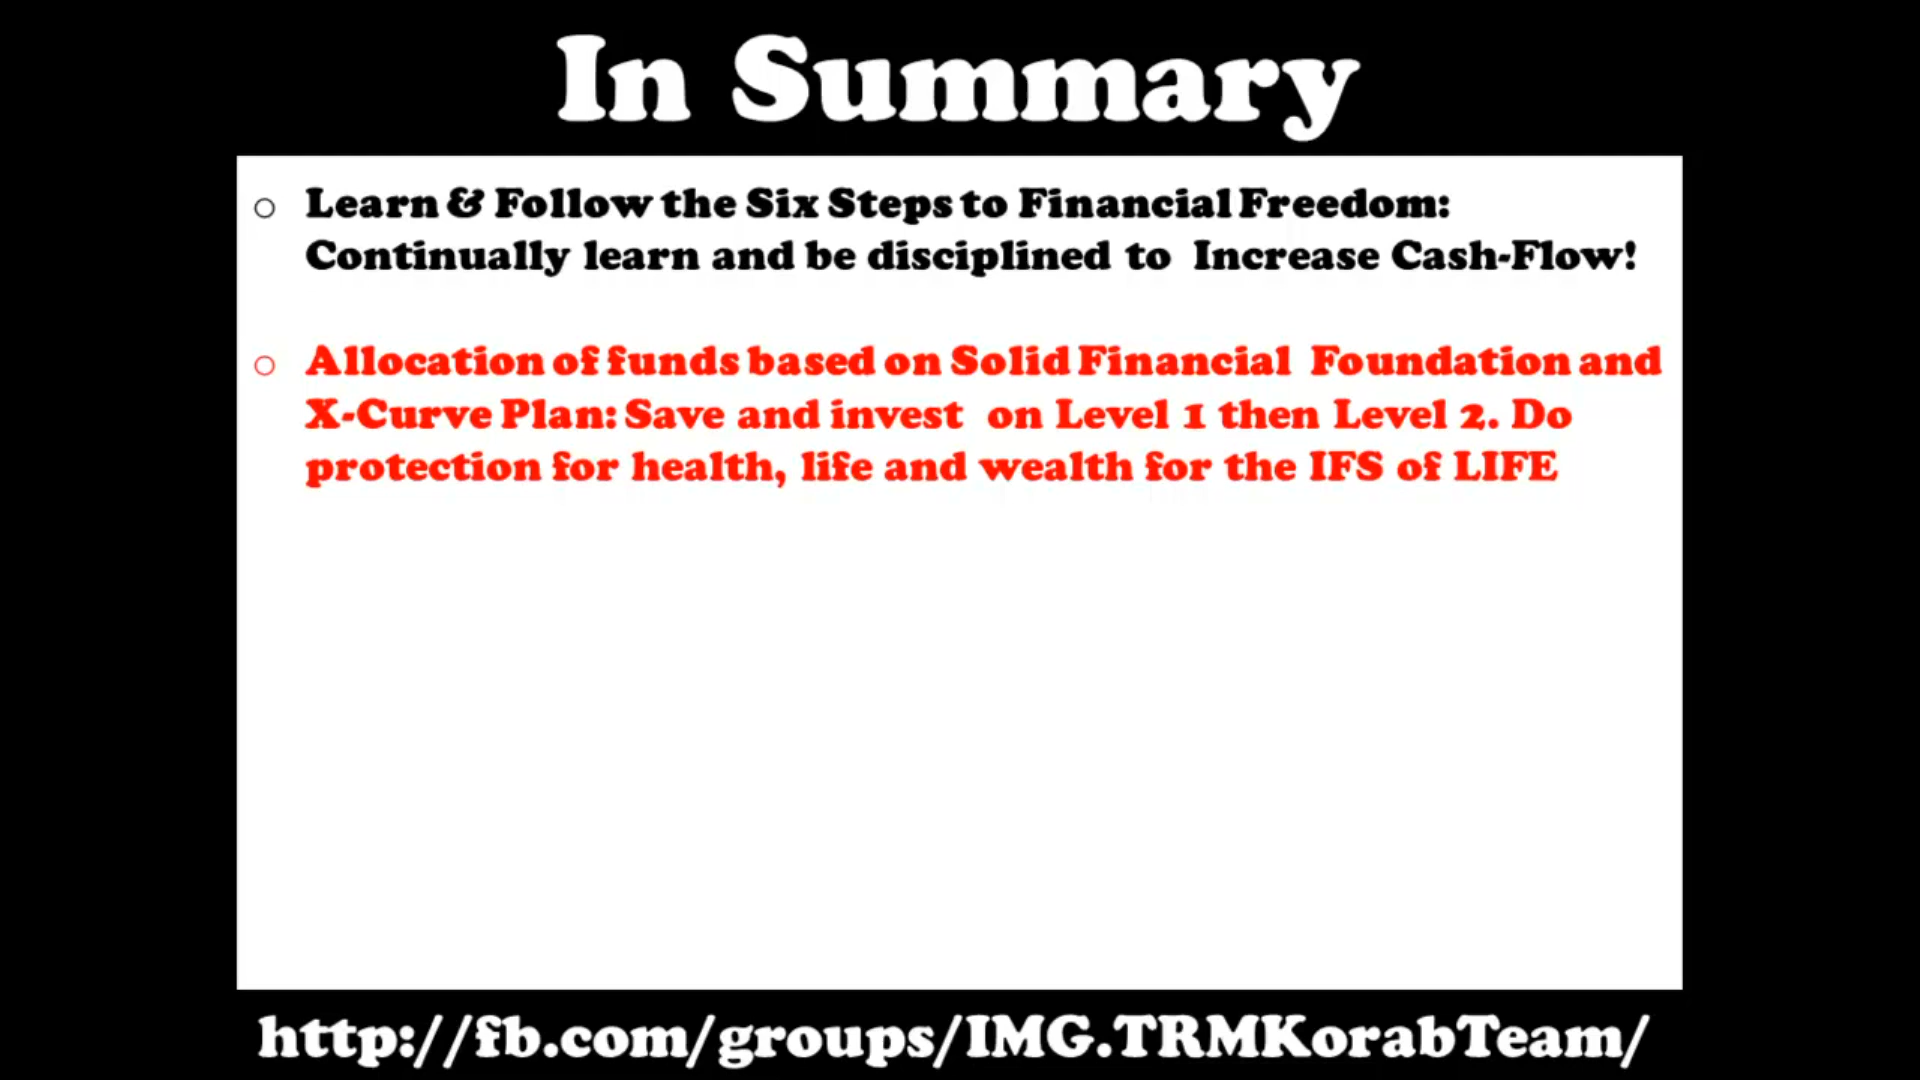 In Summary
Learn & Follow the Six Steps to Financial Freedom:
Continually learn and be disciplined to Increase Cash-Flow!
Allocation of funds based on Solid Financial Foundation and
X-Curve Plan: Save and invest on Level 1 then Level 2. Do
protection for health, life and wealth for the IFS of LIFE
http://fb.com/groups/IMG.TRMKorabTeam/